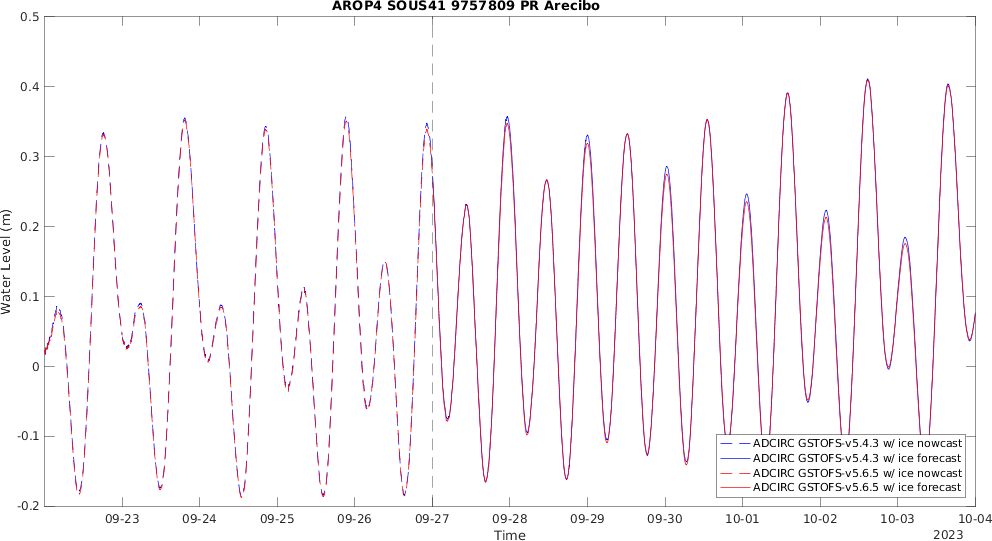 AROP4 SOUS41 9757809 PR Arecibo
0.5
0.4
0.3
0.2
0.1
0
-0.1
-0.2
Water Level (m)
ADCIRC GSTOFS-v5.4.3 w/ ice nowcast
ADCIRC GSTOFS-v5.4.3 w/ ice forecast
ADCIRC GSTOFS-v5.6.5 w/ ice nowcast
ADCIRC GSTOFS-v5.6.5 w/ ice forecast
09-23 09-24 09-25 09-26 09-27 09-28 09-29 09-30 10-01 10-02 10-03 10-04
Time
2023